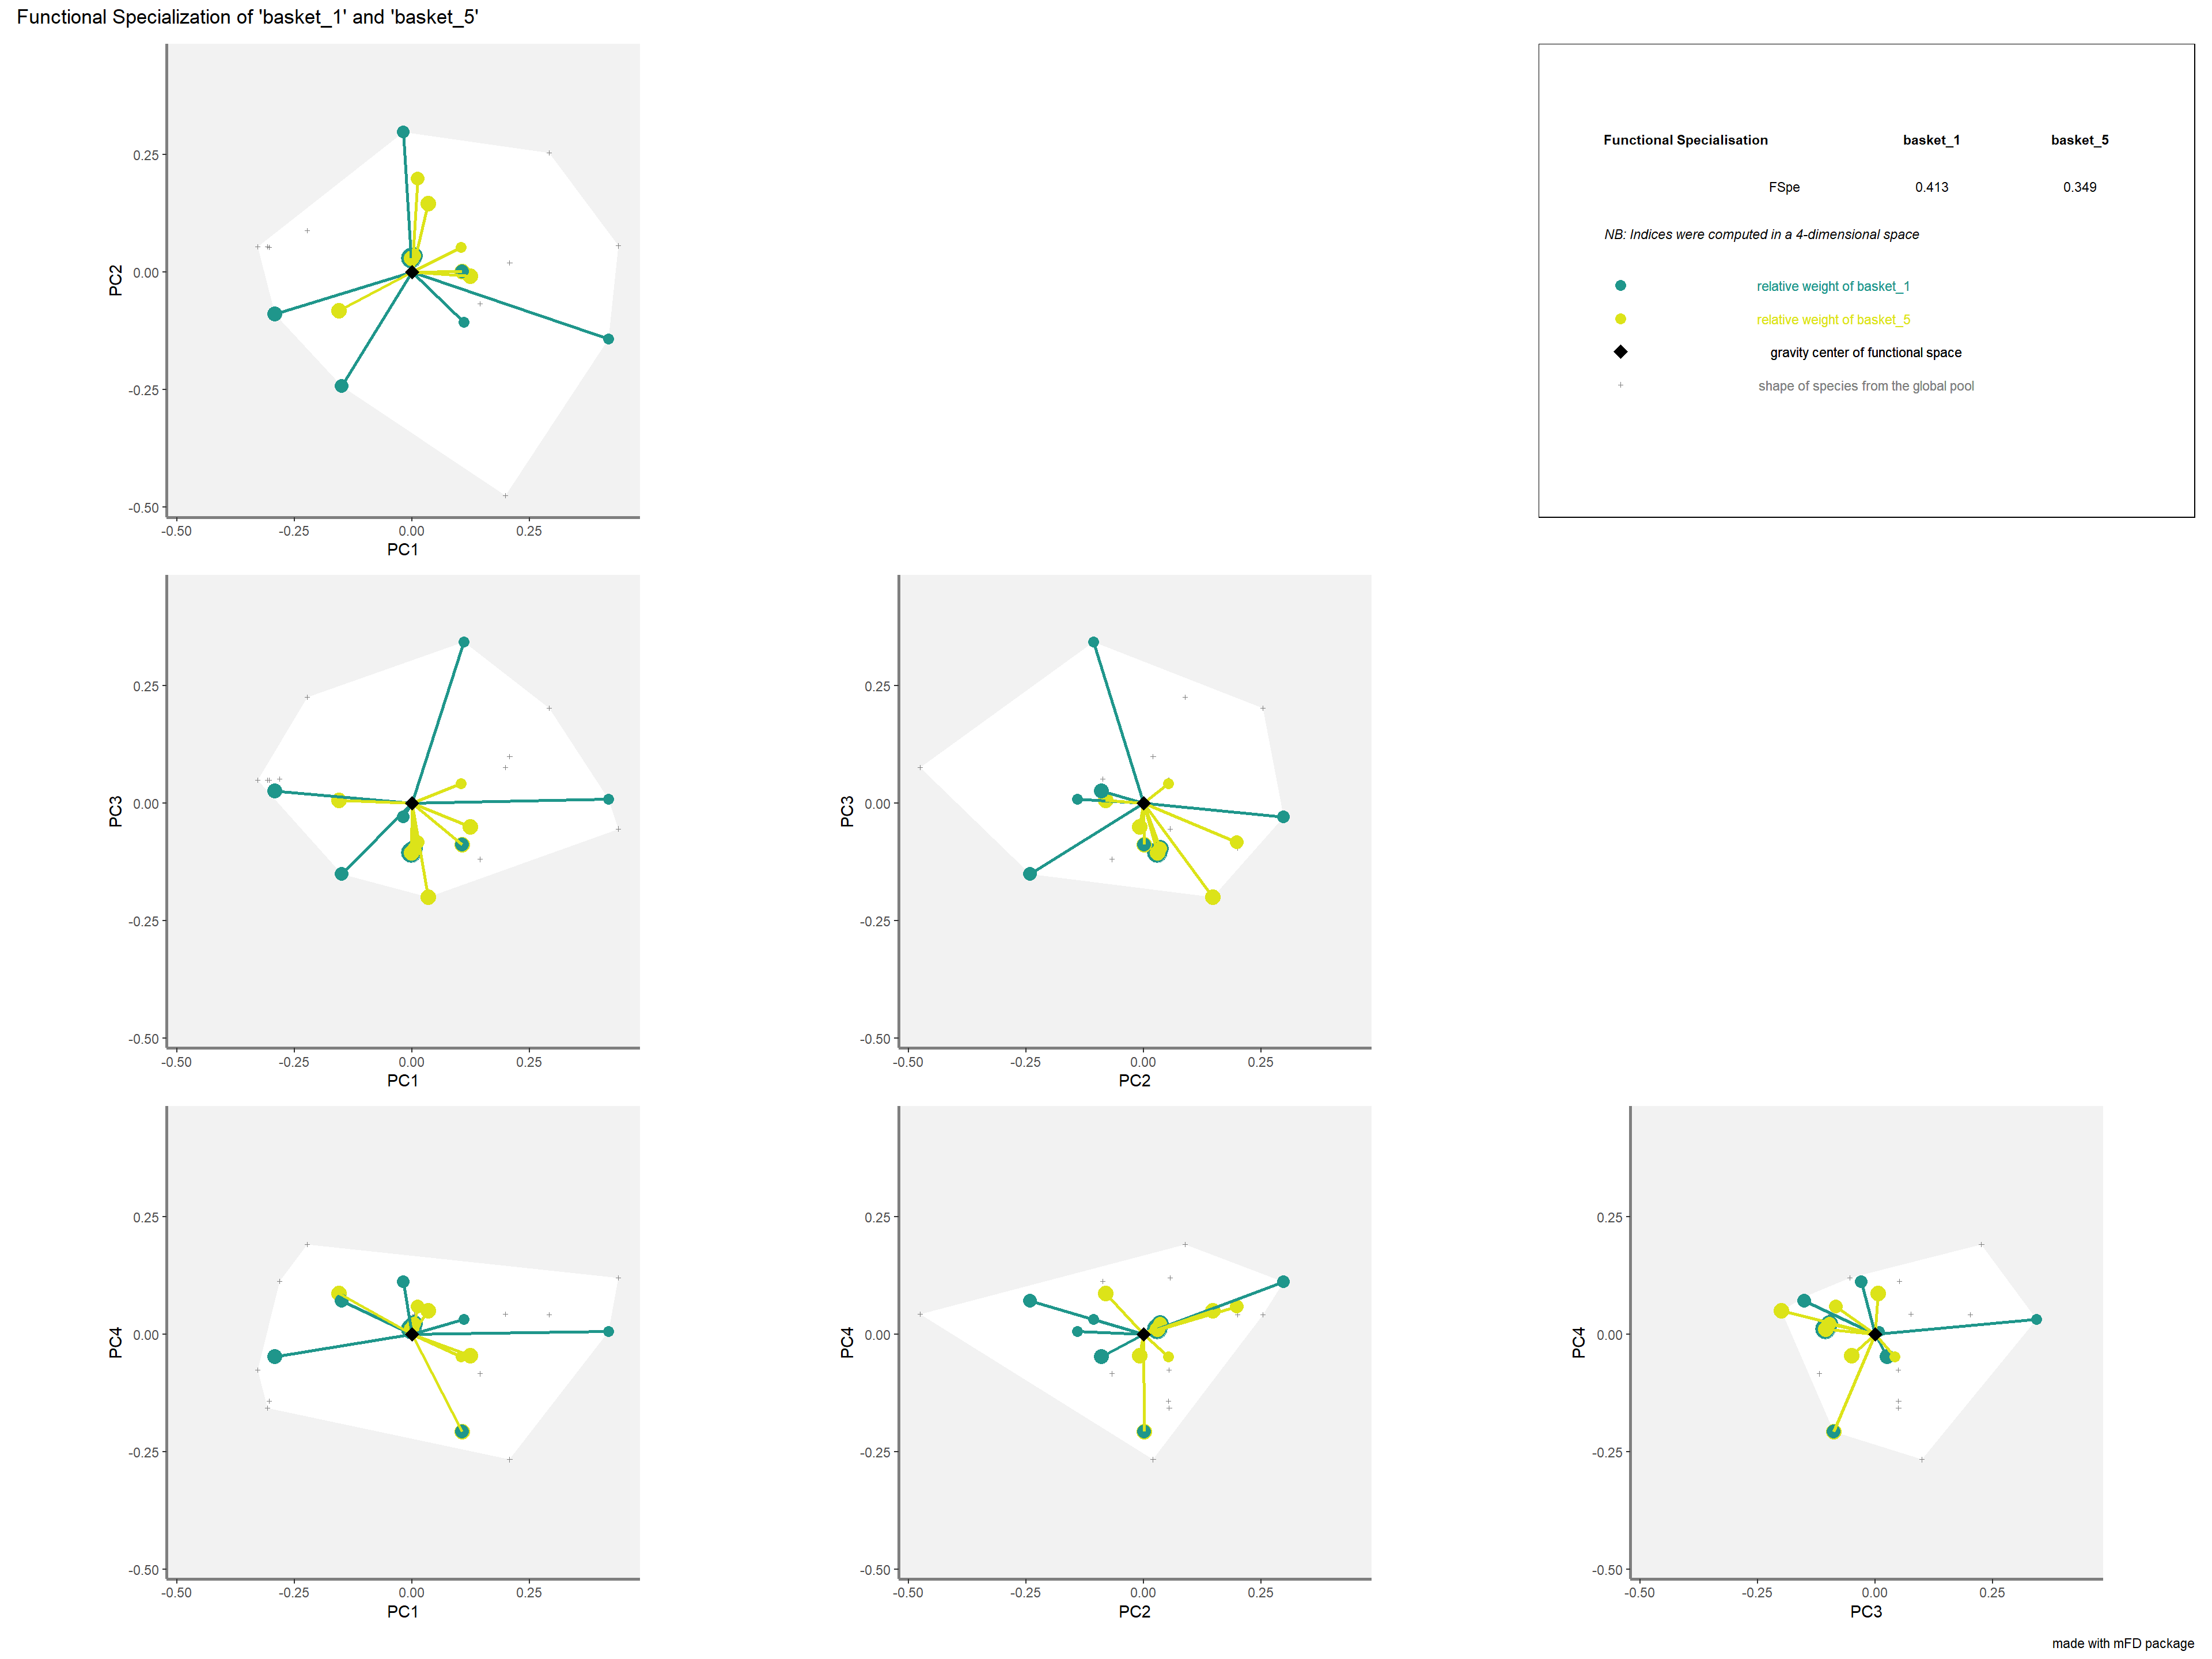 Functional Specialization of 'basket_1' and 'basket_5'
0.25
0.00
-0.25
-0.50
PC2
-0.50 -0.25 0.00 0.25
PC1
Functional Specialisation basket_1 basket_5
FSpe 0.413 0.349
NB: Indices were computed in a 4-dimensional space
relative weight of basket_1
relative weight of basket_5
gravity center of functional space
shape of species from the global pool
0.25
0.00
-0.25
-0.50
PC3
-0.50 -0.25 0.00 0.25
PC1
0.25
0.00
-0.25
-0.50
PC3
-0.50 -0.25 0.00 0.25
PC2
0.25
0.00
-0.25
-0.50
PC4
-0.50 -0.25 0.00 0.25
PC1
0.25
0.00
-0.25
-0.50
PC4
-0.50 -0.25 0.00 0.25
PC2
0.25
0.00
-0.25
-0.50
PC4
-0.50 -0.25 0.00 0.25
PC3
made with mFD package